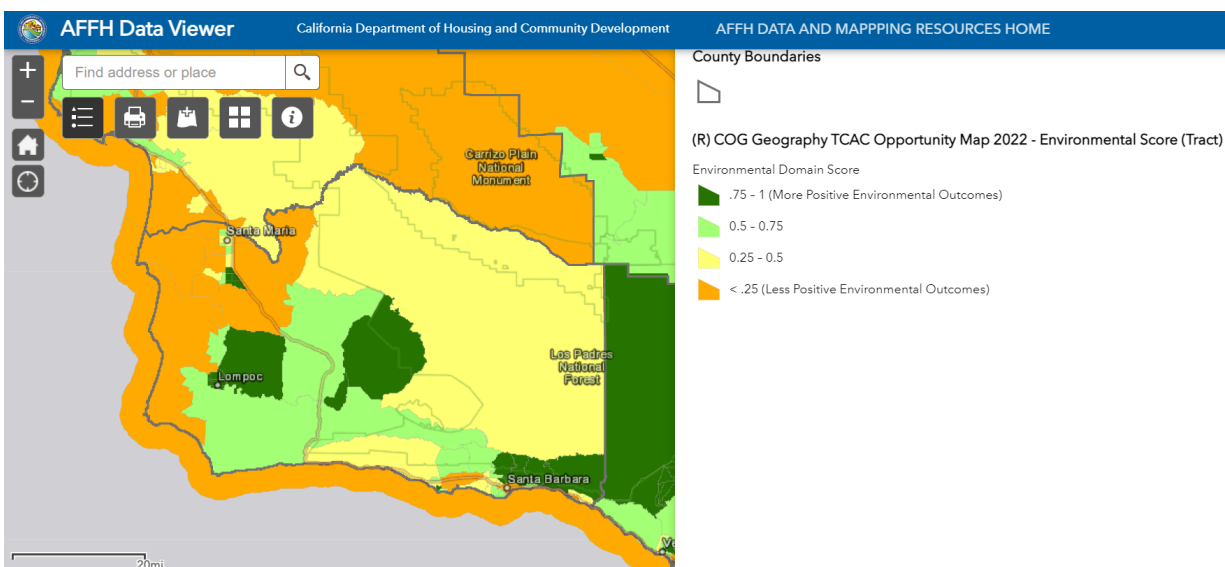 AFFH Data Viewer
California Department of Housing and Community Development
AFFH DATA AND MAPPPING RESOURCES HOME
Find address or place
Carrizo Plain
National
Monument
Santa Maria
Lompoc
Los Padres
National
Forest
Santa Barbara
20mi
County Boundaries
(R) COG Geography TCAC Opportunity Map 2022 - Environmental Score (Tract)
Environmental Domain Score
.75 - 1 (More Positive Environmental Outcomes)
0.5 - 0.75
0.25 - 0.5
< .25 (Less Positive Environmental Outcomes)